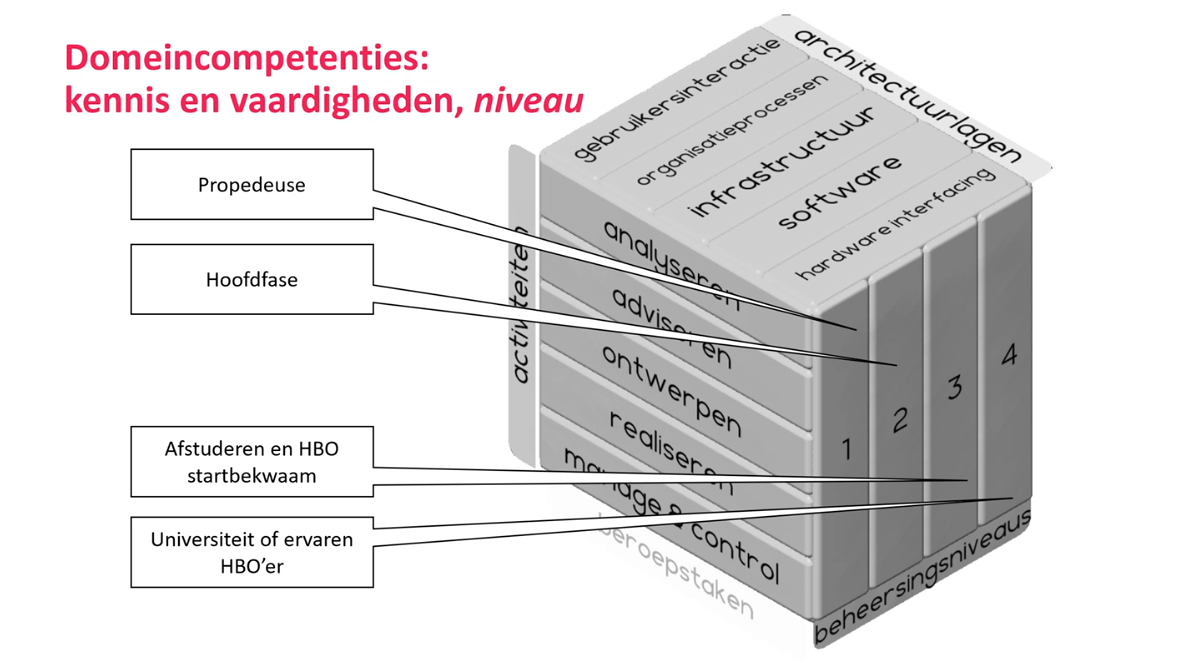 Domeincompetenties:
kennis en vaardigheden, niveau
Propedeuse
Hoofdfase
Afstuderen en HBO
startbekwaam
Universiteit of ervaren
HBO’er
architectuurlagen
gebruikersinteractie
organisatieprocessen
infrastructuur
software
hardware interfacing
activiteiten
analyseren
adviseren
ontwerpen
realiseren
manage & control
beroepstaken
1
2
3
4
beheersingsniveaus